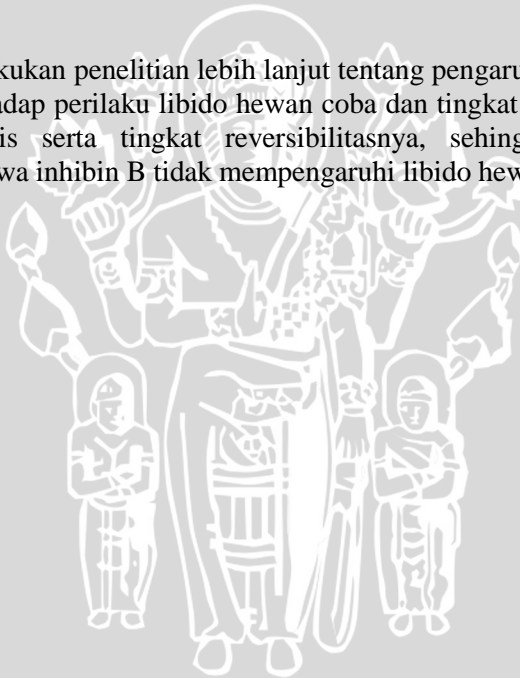 kukan penelitian lebih lanjut tentang pengaru
adap perilaku libido hewan coba dan tingkat
is serta tingkat reversibilitasnya, sehing
wa inhibin B tidak mempengaruhi libido hew